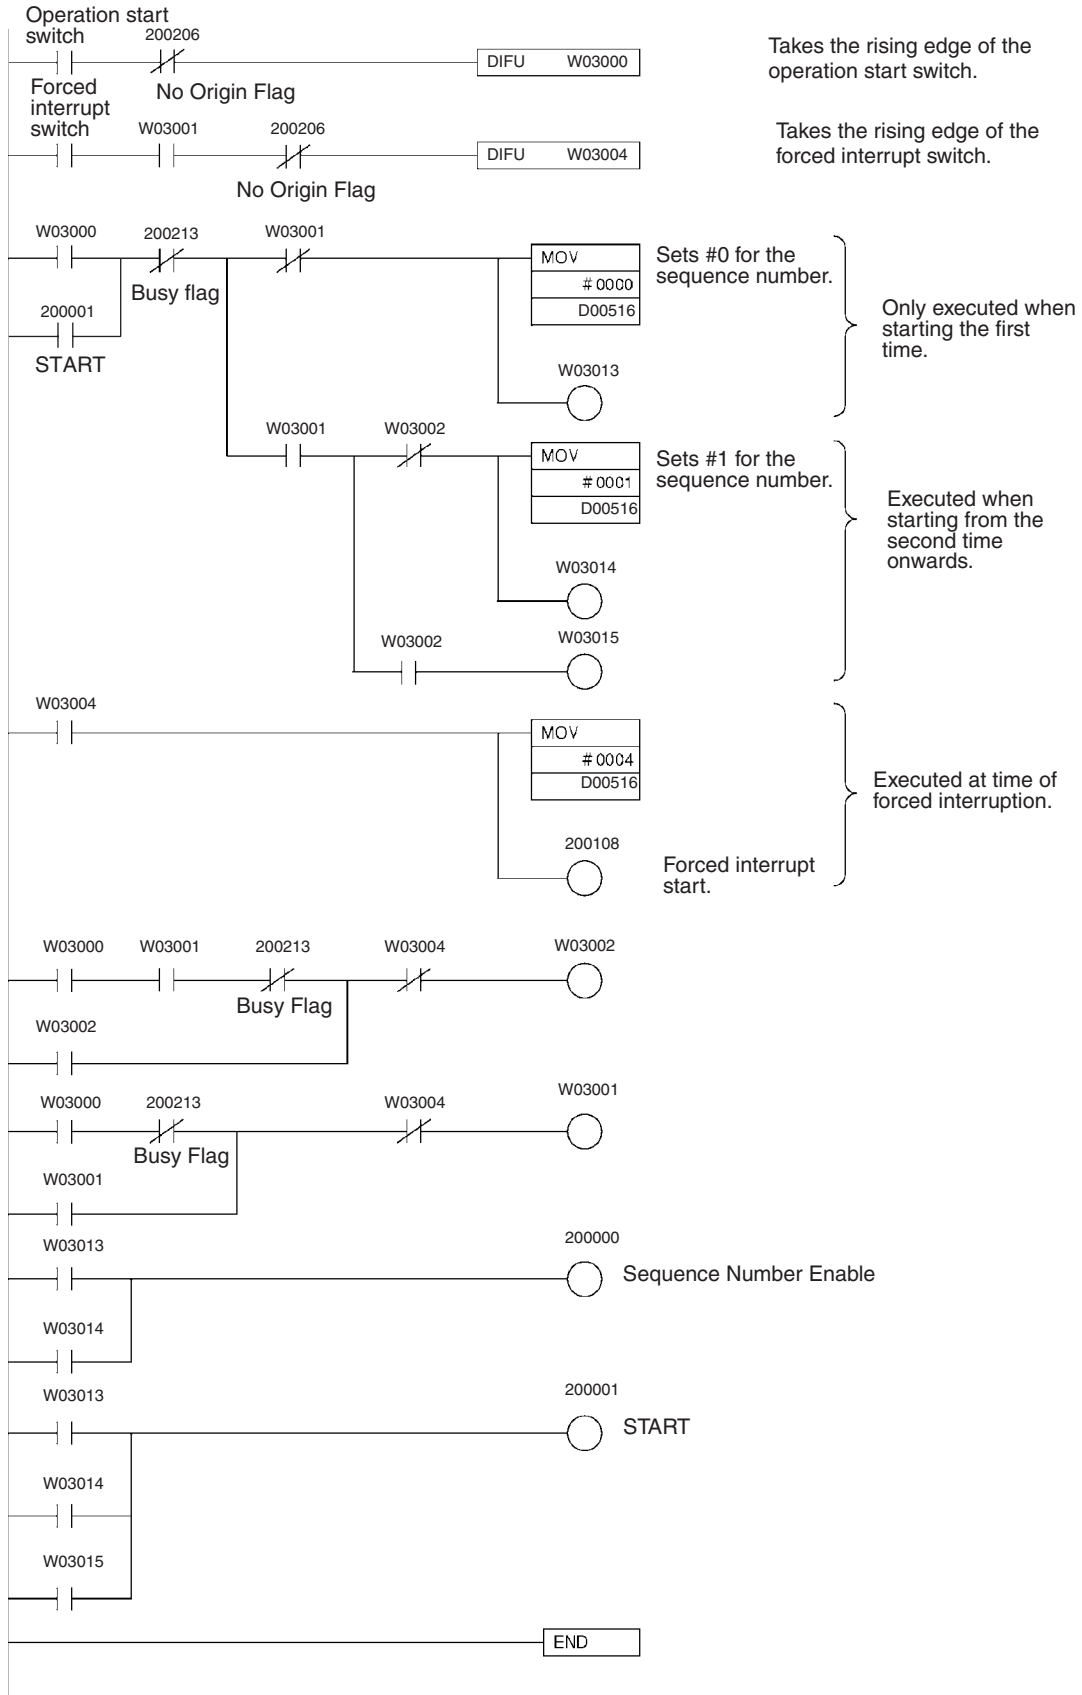 Operation start
switch
200206
DIFU W03000
Takes the rising edge of the
operation start switch.
No Origin Flag
Forced
interrupt
switch
W03001
200206
DIFU W03004
Takes the rising edge of the
forced interrupt switch.
No Origin Flag
W03000
200213
W03001
MOV
#0000
D00516
Sets #0 for the
sequence number.
Busy flag
200001
START
Only executed when
starting the first
time.
W03013
W03001
W03002
MOV
#0001
D00516
Sets #1 for the
sequence number.
Executed when
starting from the
second time
onwards.
W03014
W03002
W03015
W03004
MOV
#0004
D00516
Executed at time of
forced interruption.
200108
Forced interrupt
start.
W03000
W03001
200213
W03004
W03002
Busy Flag
W03002
W03000
200213
W03004
W03001
Busy Flag
W03001
W03013
200000
Sequence Number Enable
W03014
W03013
200001
START
W03014
W03015
END